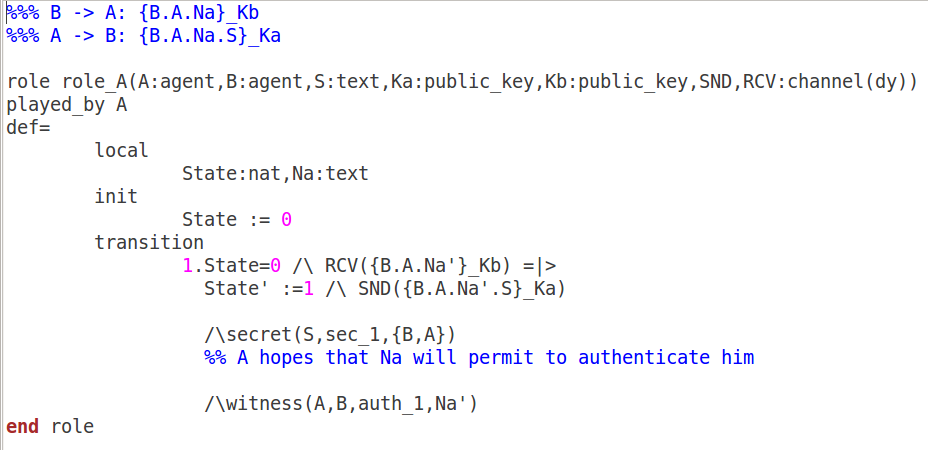 %%% B -> A: {B.A.Na}_Kb
%%% A -> B: {B.A.Na.S}_Ka
role role_A(A:agent,B:agent,S:text,Ka:public_key,Kb:public_key,SND,RCV:channel(dy))
played_by A
def=
local
State:nat,Na:text
init
State := 0
transition
1.State=0 /\ RCV({B.A.Na'}_Kb) =|>
State' :=1 /\ SND({B.A.Na'.S}_Ka)
/\secret(S,sec_1,{B,A})
%% A hopes that Na will permit to authenticate him
/\witness(A,B,auth_1,Na')
end role